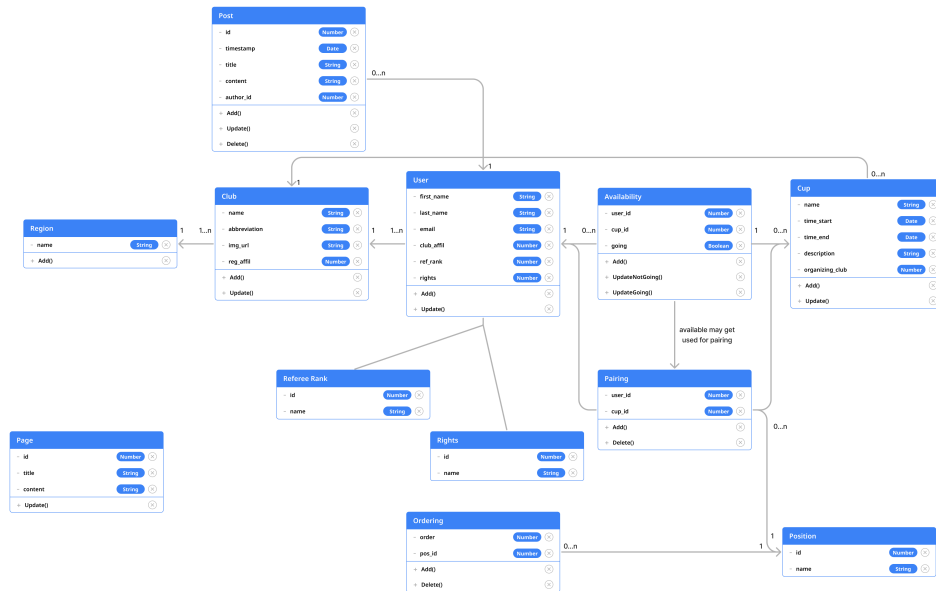 Post
- id Number
- timestamp Date
- title String
- content String
- author_id Number
+ Add()
+ Update()
+ Delete()
0...n
1
1
0...n
Club
- name String
- abbreviation String
- img_url String
- reg_affil Number
+ Add()
+ Update()
User
- first_name String
- last_name String
- email String
- club_affil Number
- ref_rank Number
- rights Number
+ Add()
+ Update()
Availability
- user_id Number
- cup_id Number
- going Boolean
+ Add()
+ UpdateNotGoing()
+ UpdateGoing()
Cup
- name String
- time_start Date
- time_end Date
- description String
- organizing_club Number
+ Add()
+ Update()
Region
- name String
+ Add()
1 1...n
1 1...n
1 0...n
1 0...n
available may get
used for pairing
Referee Rank
- id Number
- name String
Pairing
- user_id Number
- cup_id Number
+ Add()
+ Delete()
0...n
Page
- id Number
- title String
- content String
+ Update()
Rights
- id Number
- name String
Ordering
- order Number
- pos_id Number
+ Add()
+ Delete()
0...n
1
1
Position
- id Number
- name String